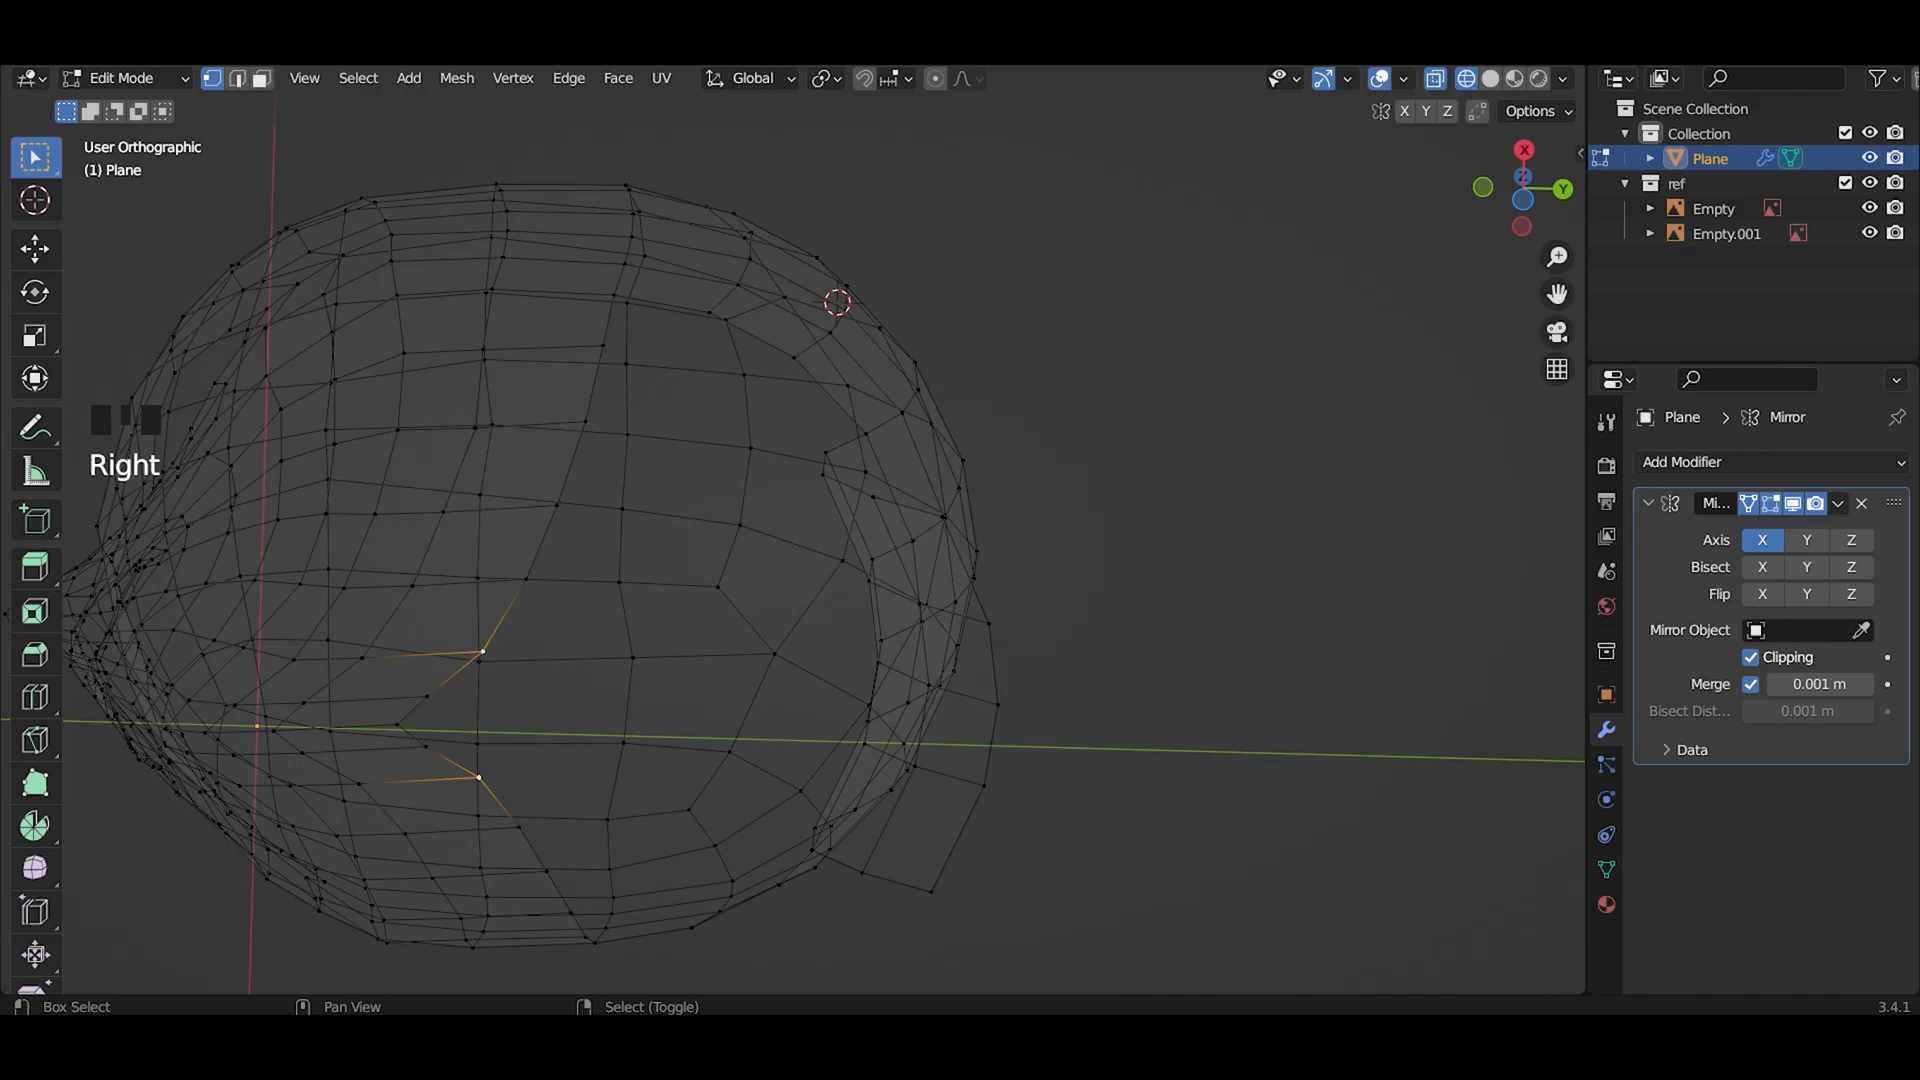 Edit Mode View Select Add Mesh Vertex Edge Face UV Global
X Y Z Options
User Orthographic
(1) Plane
X
Y
Z
Right
Scene Collection
Collection
Plane
ref
Empty
Empty.001
Plane > Mirror
Add Modifier
Mi...
Axis X Y Z
Bisect X Y Z
Flip X Y Z
Mirror Object
Clipping
Merge 0.001 m
Bisect Dist... 0.001 m
Data
Box Select Pan View Select (Toggle) 3.4.1